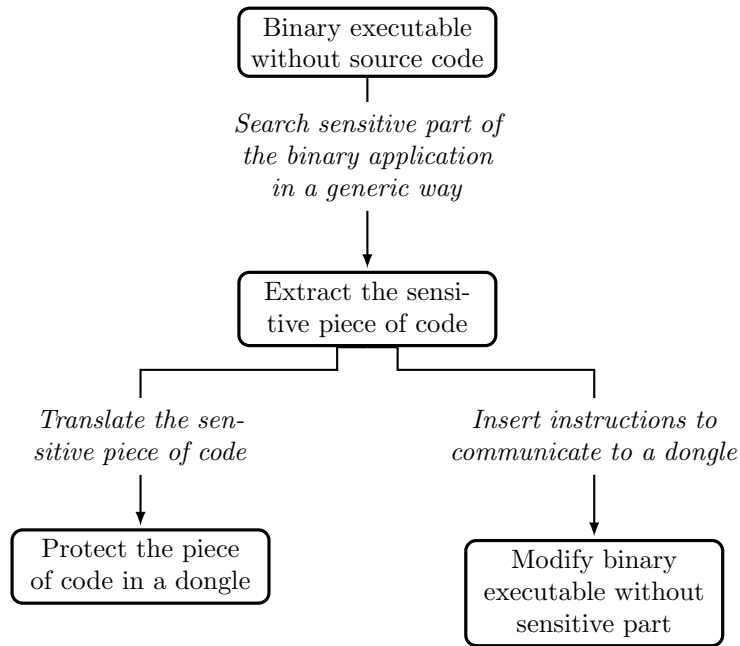 Binary executable
without source code
Search sensitive part of
the binary application
in a generic way
Extract the sensi-
tive piece of code
Translate the sen-
sitive piece of code
Insert instructions to
communicate to a dongle
Protect the piece
of code in a dongle
Modify binary
executable without
sensitive part